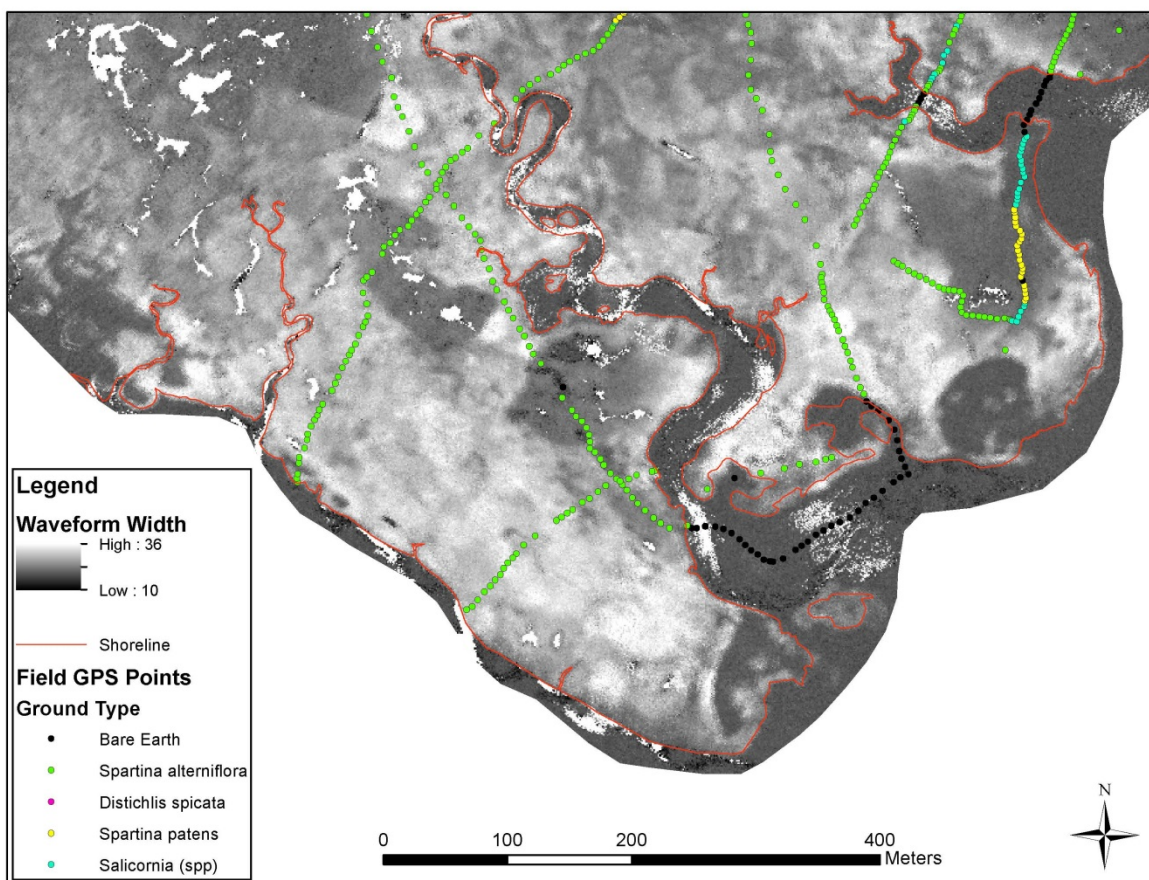 Legend
Waveform Width
High : 36
Low : 10
Shoreline
Field GPS Points
Ground Type
Bare Earth
Spartina alterniflora
Distichlis spicata
Spartina patens
Salicornia (spp)
0 100 200 400
Meters
N